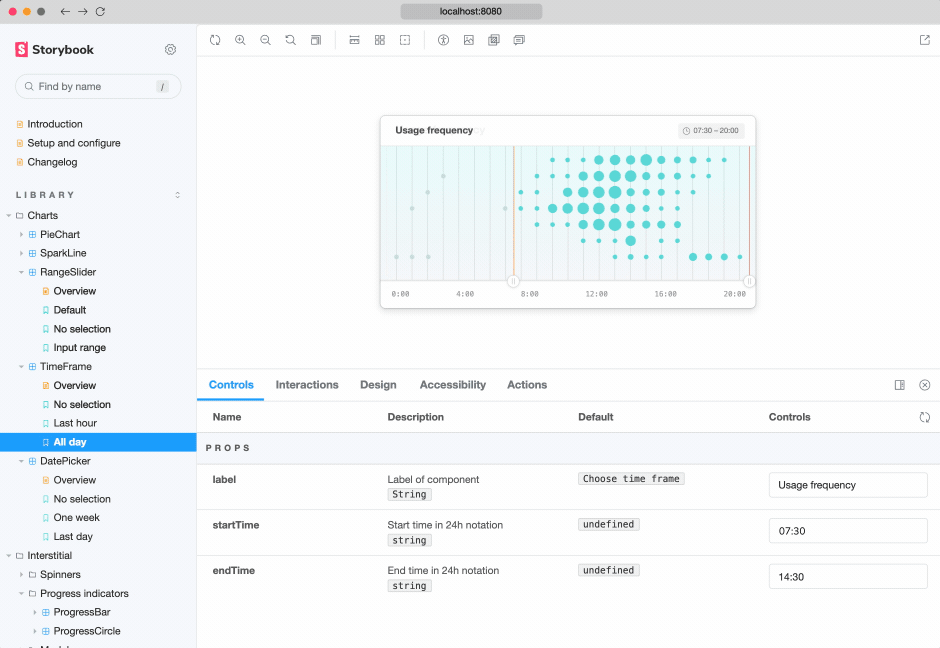 localhost:8080
S Storybook
Find by name /
Introduction
Setup and configure
Changelog
LIBRARY
Charts
PieChart
SparkLine
RangeSlider
Overview
Default
No selection
Input range
TimeFrame
Overview
No selection
Last hour
All day
DatePicker
Overview
No selection
One week
Last day
Interstitial
Spinners
Progress indicators
ProgressBar
ProgressCircle
Usage frequency
07:30 – 20:00
0:00 4:00 8:00 12:00 16:00 20:00
Controls Interactions Design Accessibility Actions
Name Description Default Controls
PROPS
label Label of component Choose time frame Usage frequency
String
startTime Start time in 24h notation undefined 07:30
string
endTime End time in 24h notation undefined 14:30
string